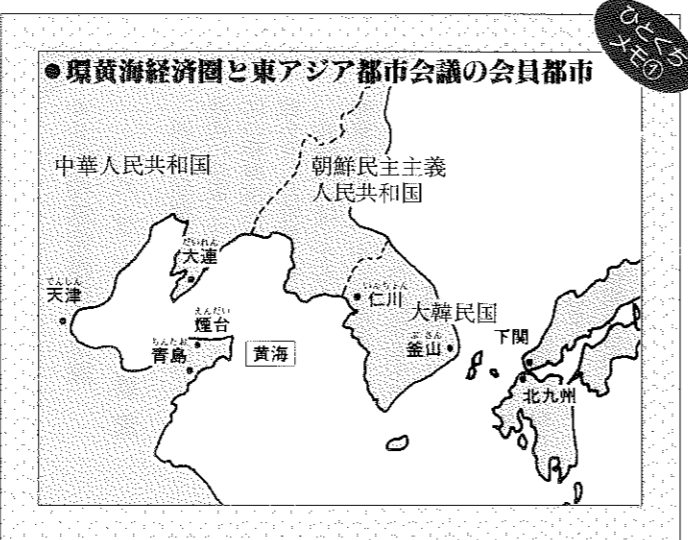 ひとくち
メモ①
●環黄海経済圏と東アジア都市会議の会員都市
中華人民共和国
朝鮮民主主義
人民共和国
だいれん
大連
てんしん
天津
いんちょん
仁川
大韓民国
えんだい
煙台
ちんたお
青島
黄海
ぷさん
釜山
下関
北九州